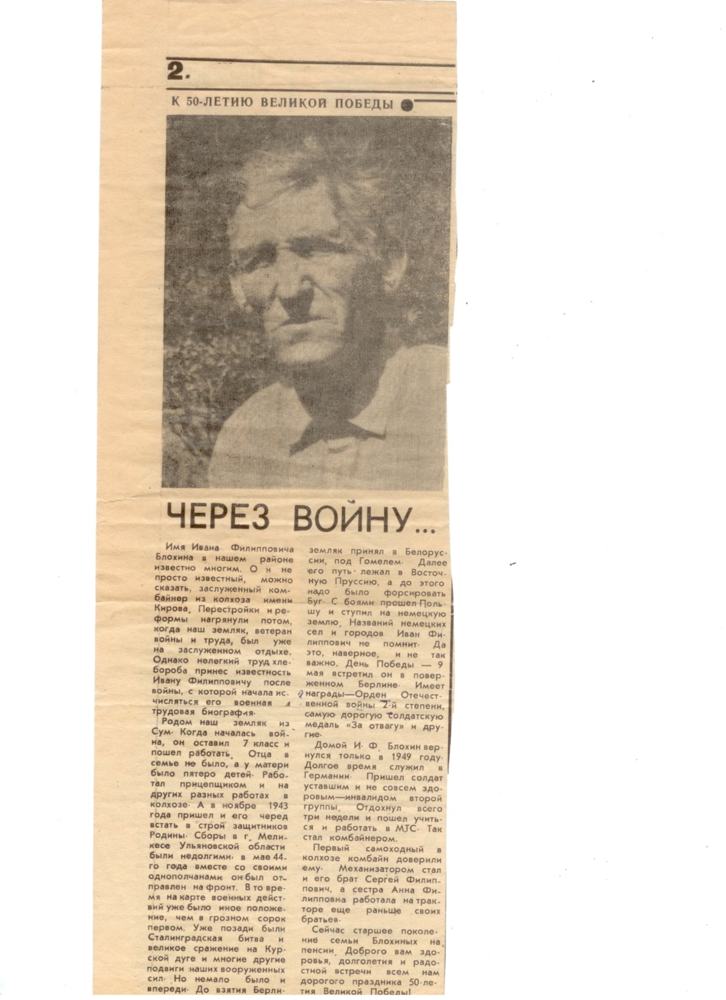 2.
К 50-ЛЕТИЮ ВЕЛИКОЙ ПОБЕДЫ
ЧЕРЕЗ ВОЙНУ...
Имя Ивана Филипповича
Блохина в нашем районе
известно многим. О н не
просто известный, можно
сказать, заслуженный ком-
байнер из колхоза имени
Кирова. Перестройки и ре-
формы нагрянули потом,
когда наш земляк, ветеран
войны и труда, был уже
на заслуженном отдыхе.
Однако нелегкий труд хле-
бороба принес известность
Ивану Филипповичу после
войны, с которой начала ис-
числяться его военная и
трудовая биография.
Родом наш земляк из
Сум. Когда началась вой-
на, он оставил 7 класс и
пошел работать. Отца в
семье не было, а у матери
было пятеро детей. Рабо-
тал прицепщиком и на
других разных работах в
колхозе. А в ноябре 1943
года пришел и его черед
встать в строй защитников
Родины. Сборы в г. Мели-
кесе Ульяновской области
были недолгими, в мае 44-
го года вместе со своими
однополчанами он был от-
правлен на фронт. В то вре-
мя на карте военных дейст-
вий уже было иное положе-
ние, чем в грозном сорок
первом. Уже позади были
Сталинградская битва и
великое сражение на Кур-
ской дуге и многие другие
подвиги наших вооруженных
сил. Но немало было и
впереди. До взятия Берли-
земляк принял в Белорус-
сии, под Гомелем. Далее
его путь лежал в Восточ-
ную Пруссию, а до этого
надо было форсировать
Буг. С боями прошел Поль-
шу и ступил на немецкую
землю. Названий немецких
сел и городов Иван Фи-
липпович не помнит. Да
это, наверное, и не так
важно. День Победы — 9
мая встретил он в повер-
женном Берлине. Имеет
награды—Орден Отечест-
венной войны 2-й степени,
самую дорогую солдатскую
медаль «За отвагу» и дру-
гие.
Домой И. Ф. Блохин вер-
нулся только в 1949 году.
Долгое время служил в
Германии. Пришел солдат
уставшим и не совсем здо-
ровым—инвалидом второй
группы. Отдохнул всего
три недели и пошел учить-
ся и работать в МТС. Так
стал комбайнером.
Первый самоходный в
колхозе комбайн доверили
ему. Механизатором стал
и его брат Сергей Филип-
пович, а сестра Анна Фи-
липповна работала на трак-
торе еще раньше своих
братьев.
Сейчас старшее поколе-
ние семьи Блохиных на
пенсии. Доброго вам здо-
ровья, долголетия и радо-
стной встречи всем нам
дорогого праздника 50-ле-
тия Великой Победы!